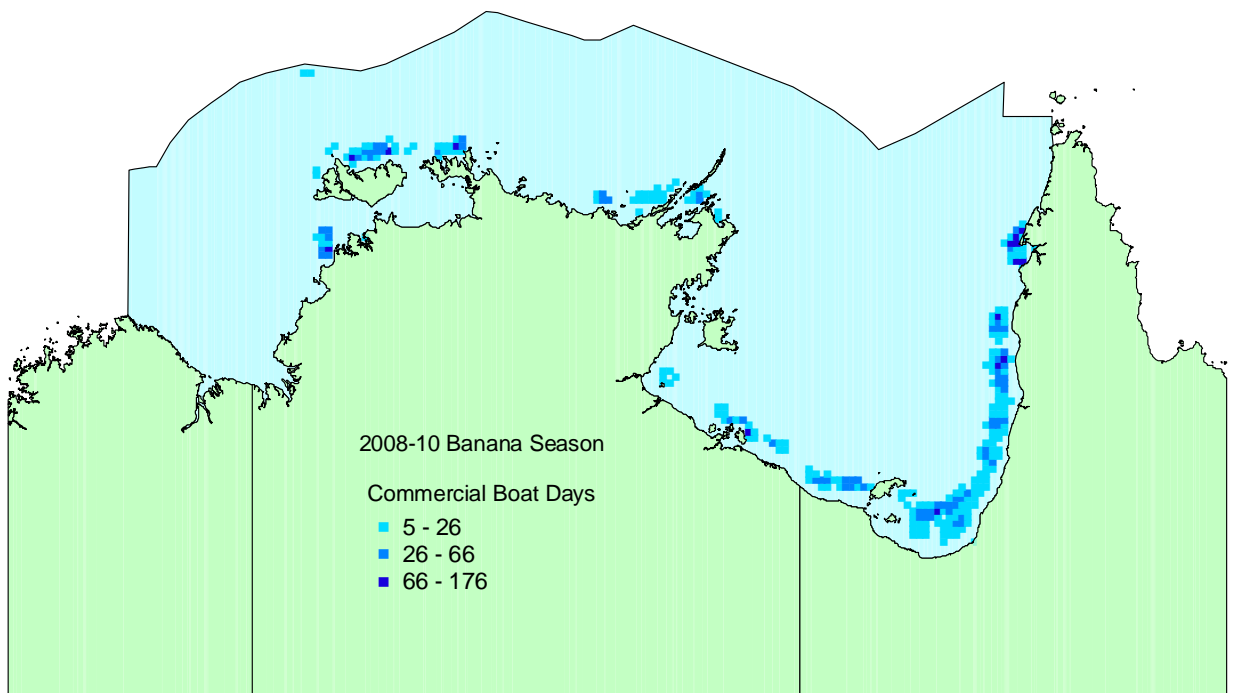 2008-10 Banana Season
Commercial Boat Days
5 - 26
26 - 66
66 - 176